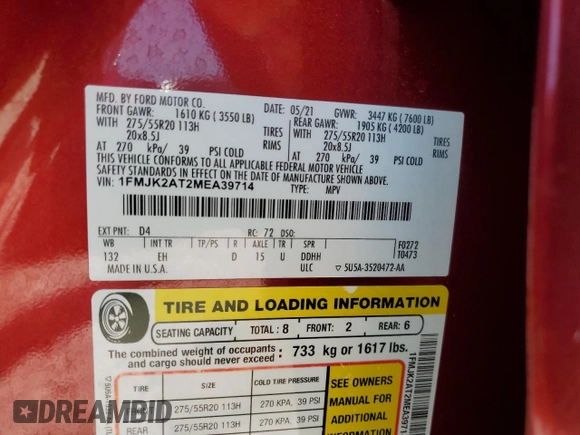 MFD. BY FORD MOTOR CO.
DATE: 05/21 GVWR: 3447 KG ( 7600 LB)
FRONT GAWR: 1610 KG ( 3550 LB) REAR GAWR: 1905 KG ( 4200 LB)
WITH 275/55R20 113H TIRES WITH 275/55R20 113H TIRES
20x8.5J RIMS 20x8.5J RIMS
AT 270 kPa/ 39 PSI COLD AT 270 kPa/ 39 PSI COLD
THIS VEHICLE CONFORMS TO ALL APPLICABLE FEDERAL MOTOR VEHICLE
SAFETY STANDARDS IN EFFECT ON THE DATE OF MANUFACTURE SHOWN ABOVE.
VIN: 1FMJK2AT2MEA39714 TYPE: MPV
EXT PNT: D4 RC: 72 DSO:
WB INT TR TP/PS R AXLE TR SPR F0272
132 EH D 15 U DDHH T0473
MADE IN U.S.A. ULC ▽ 5U5A-3520472-AA
TIRE AND LOADING INFORMATION
SEATING CAPACITY TOTAL : 8 FRONT: 2 REAR: 6
The combined weight of occupants
and cargo should never exceed : 733 kg or 1617 lbs.
TIRE SIZE COLD TIRE PRESSURE
275/55R20 113H 270 KPA, 39 PSI
REAR 275/55R20 113H 270 KPA, 39 PSI
SEE OWNERS
MANUAL FOR
ADDITIONAL
INFORMATION
1FMJK2AT2MEA3971
DREAMBID